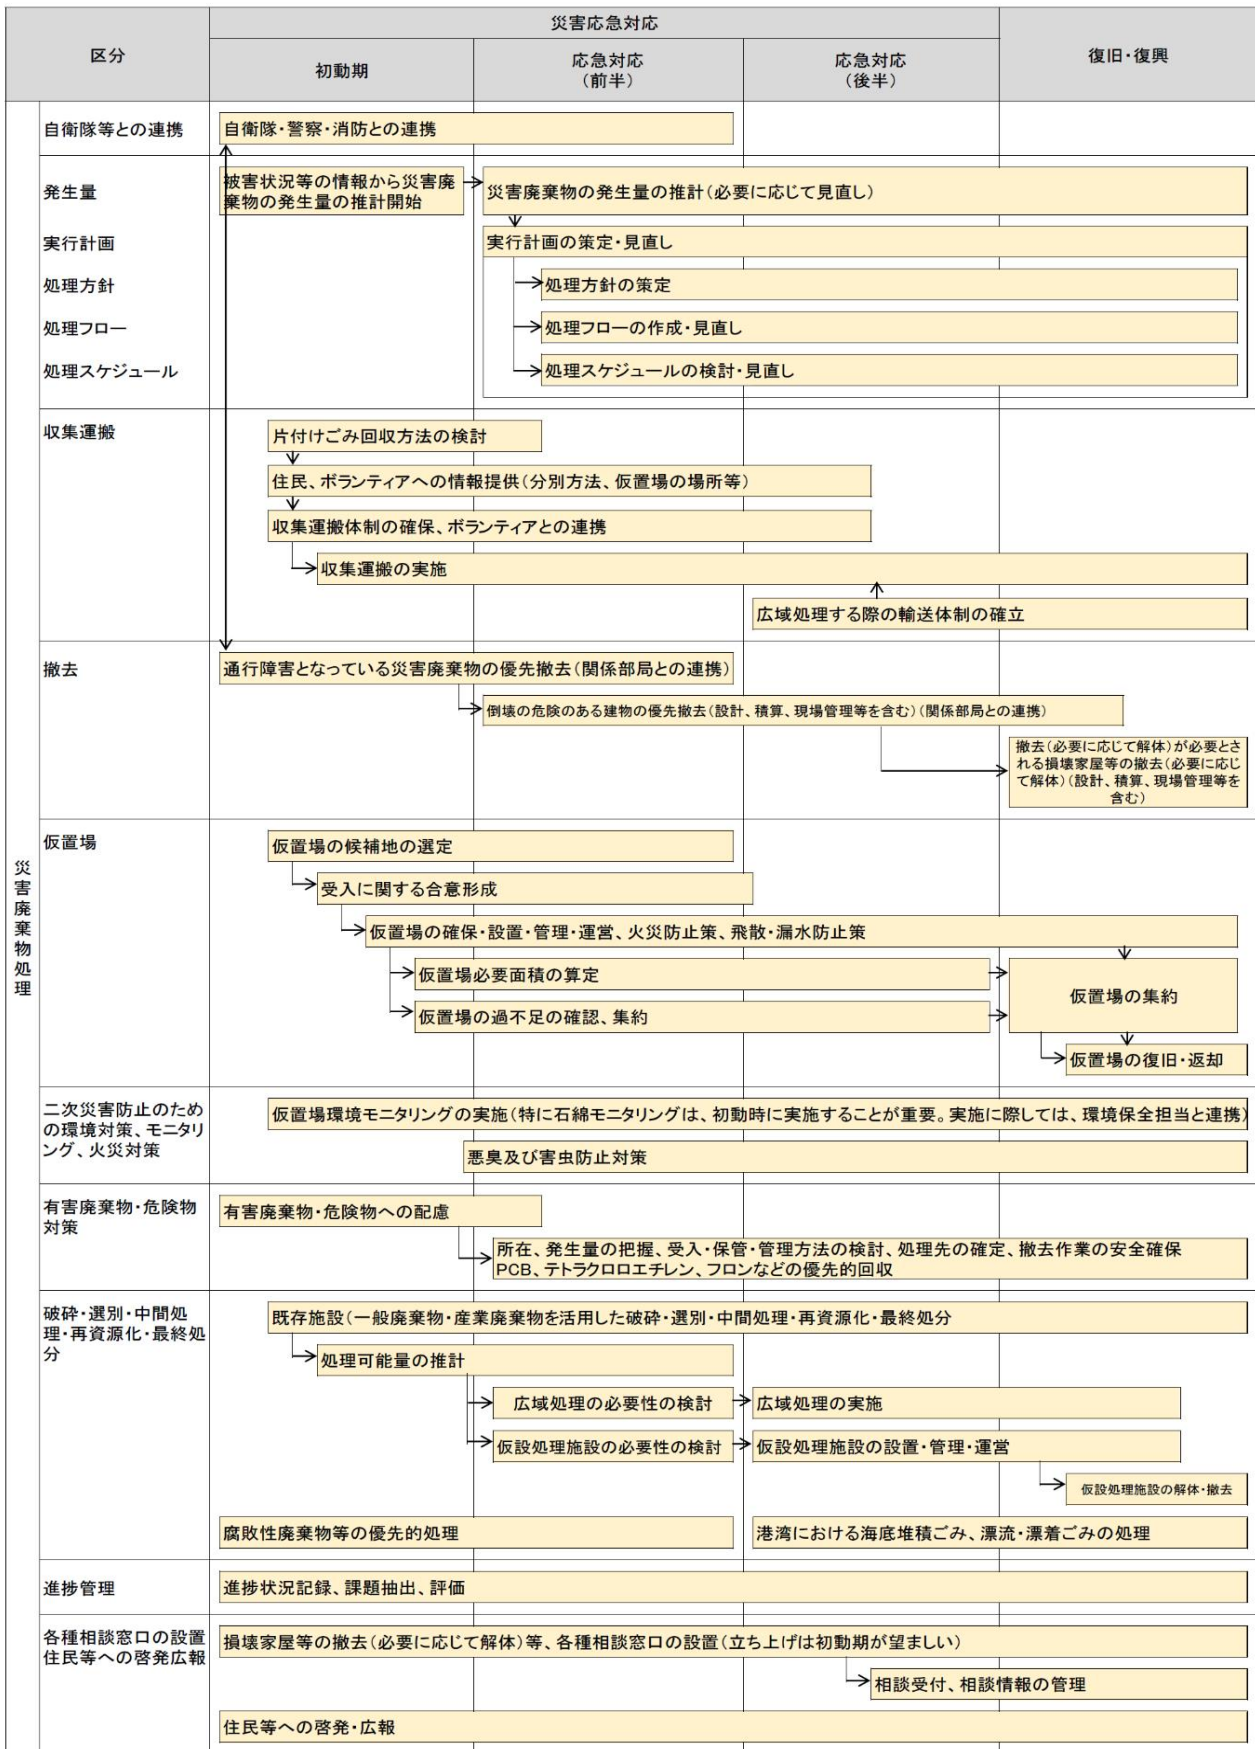 区分
災害応急対応
初動期
応急対応
(前半)
応急対応
(後半)
復旧・復興
災害廃棄物処理
自衛隊等との連携
自衛隊・警察・消防との連携
発生量
被害状況等の情報から災害廃
棄物の発生量の推計開始
災害廃棄物の発生量の推計(必要に応じて見直し)
実行計画
実行計画の策定・見直し
処理方針
処理方針の策定
処理フロー
処理フローの作成・見直し
処理スケジュール
処理スケジュールの検討・見直し
収集運搬
片付けごみ回収方法の検討
住民、ボランティアへの情報提供(分別方法、仮置場の場所等)
収集運搬体制の確保、ボランティアとの連携
収集運搬の実施
広域処理する際の輸送体制の確立
撤去
通行障害となっている災害廃棄物の優先撤去(関係部局との連携)
倒壊の危険のある建物の優先撤去(設計、積算、現場管理等を含む)(関係部局との連携)
撤去(必要に応じて解体)が必要とさ
れる損壊家屋等の撤去(必要に応じ
て解体)(設計、積算、現場管理等を
含む)
仮置場
仮置場の候補地の選定
受入に関する合意形成
仮置場の確保・設置・管理・運営、火災防止策、飛散・漏水防止策
仮置場必要面積の算定
仮置場の集約
仮置場の過不足の確認、集約
仮置場の復旧・返却
二次災害防止のため
の環境対策、モニタリ
ング、火災対策
仮置場環境モニタリングの実施(特に石綿モニタリングは、初動時に実施することが重要。実施に際しては、環境保全担当と連携)
悪臭及び害虫防止対策
有害廃棄物・危険物
対策
有害廃棄物・危険物への配慮
所在、発生量の把握、受入・保管・管理方法の検討、処理先の確定、撤去作業の安全確保
PCB、テトラクロロエチレン、フロンなどの優先的回収
破砕・選別・中間処
理・再資源化・最終処
分
既存施設(一般廃棄物・産業廃棄物を活用した破砕・選別・中間処理・再資源化・最終処分
処理可能量の推計
広域処理の必要性の検討
広域処理の実施
仮設処理施設の必要性の検討
仮設処理施設の設置・管理・運営
仮設処理施設の解体・撤去
腐敗性廃棄物等の優先的処理
港湾における海底堆積ごみ、漂流・漂着ごみの処理
進捗管理
進捗状況記録、課題抽出、評価
各種相談窓口の設置
住民等への啓発広報
損壊家屋等の撤去(必要に応じて解体)等、各種相談窓口の設置(立ち上げは初動期が望ましい)
相談受付、相談情報の管理
住民等への啓発・広報